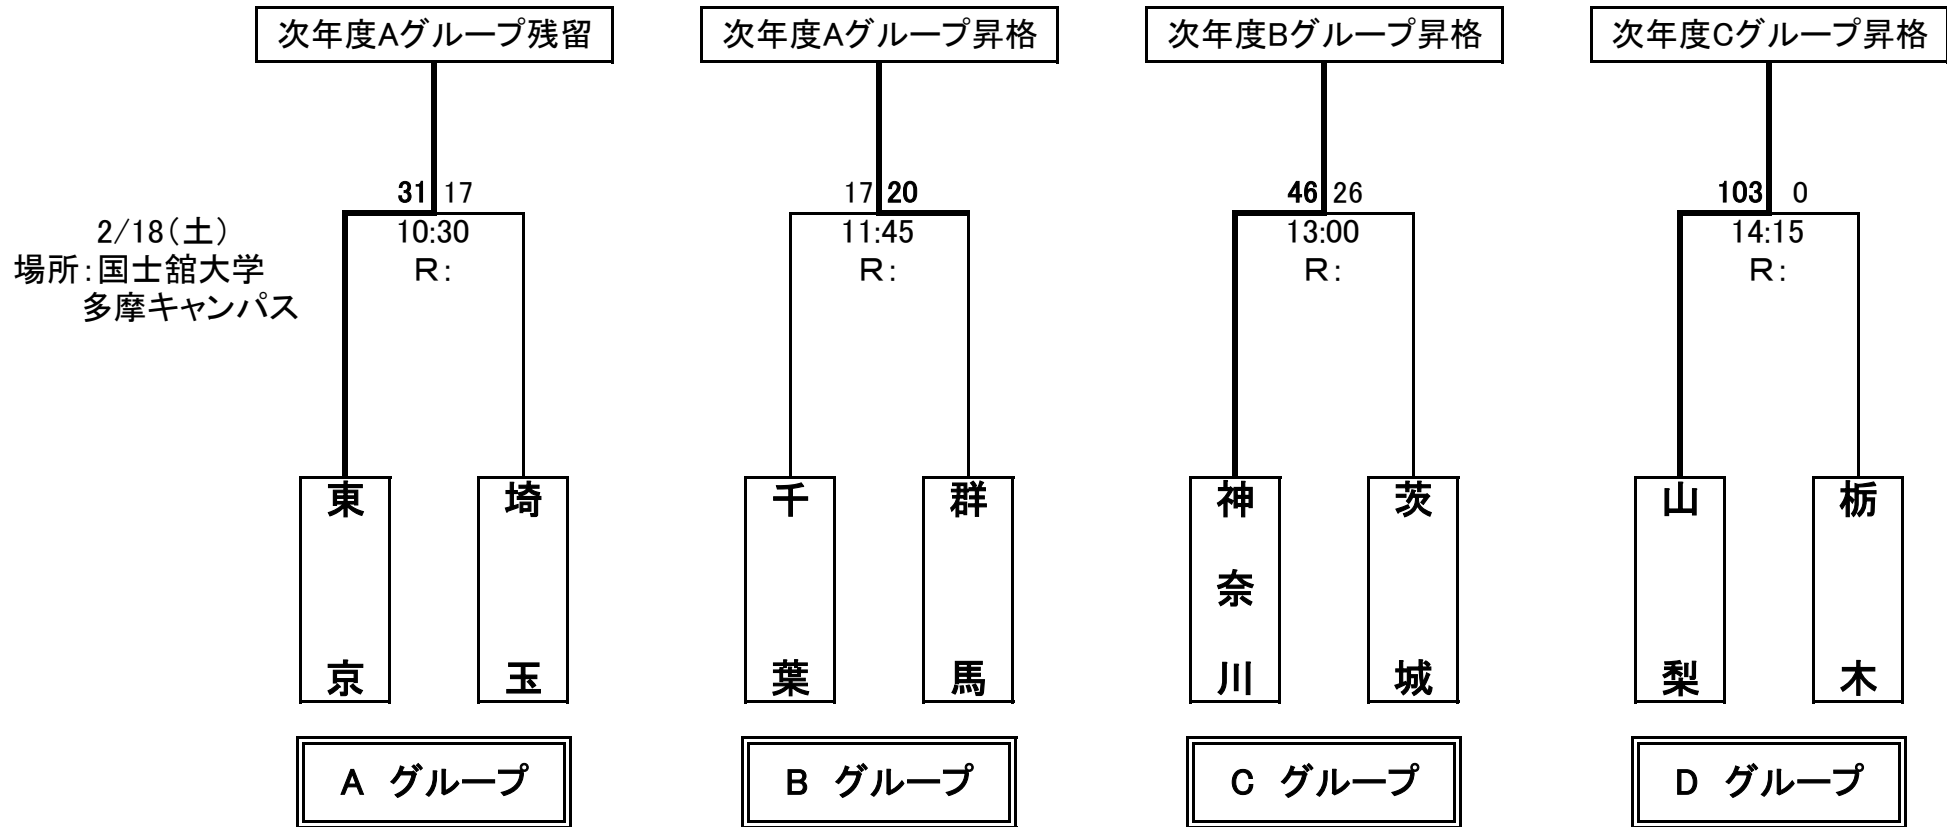 次年度Aグループ残留
次年度Aグループ昇格
次年度Bグループ昇格
次年度Cグループ昇格
31 17
17 20
46 26
103 0
2/18(土)
場所:国士舘大学
多摩キャンパス
10:30
R:
11:45
R:
13:00
R:
14:15
R:
東京
埼玉
千葉
群馬
神奈川
茨城
山梨
栃木
A グループ
B グループ
C グループ
D グループ